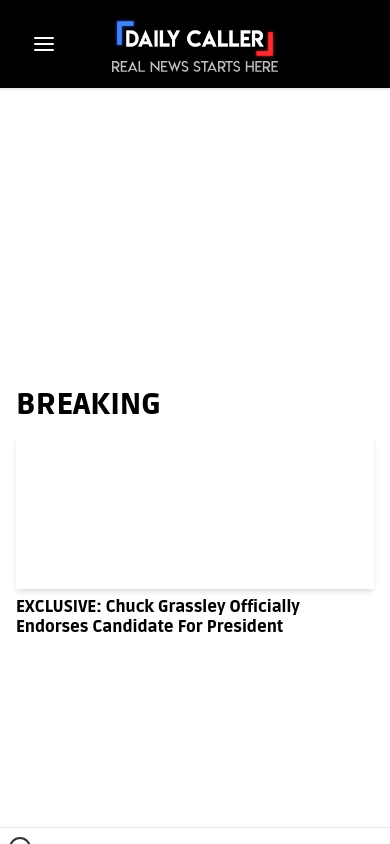 DAILY CALLER
REAL NEWS STARTS HERE
BREAKING
EXCLUSIVE: Chuck Grassley Officially
Endorses Candidate For President